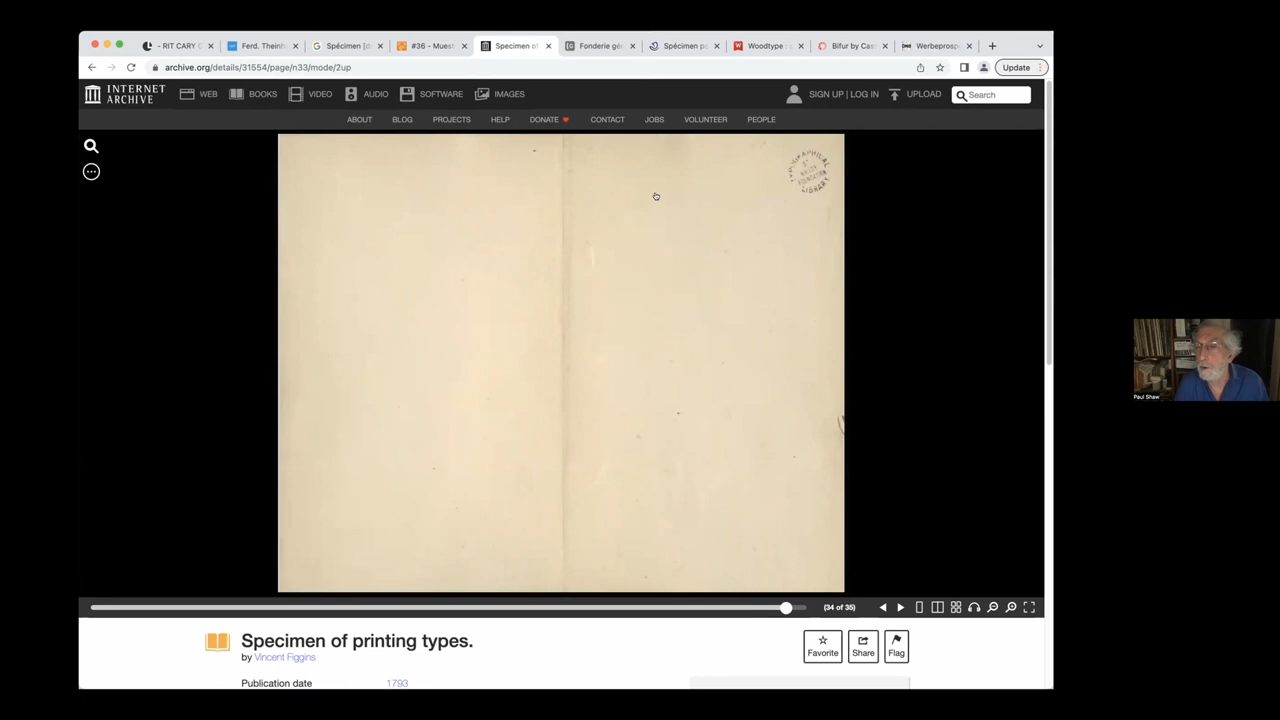 - RIT CARY C
Ferd. Theinh
Spécimen [d
#36 - Muest
Specimen of
Fonderie gé
Spécimen p
Woodtype :
Bifur by Cas
Werbeprosp
archive.org/details/31554/page/n33/mode/2up
Update
INTERNET ARCHIVE
WEB
BOOKS
VIDEO
AUDIO
SOFTWARE
IMAGES
SIGN UP | LOG IN
UPLOAD
Search
ABOUT
BLOG
PROJECTS
HELP
DONATE
CONTACT
JOBS
VOLUNTEER
PEOPLE
TYPOGRAPHICAL
LIBRARY
Paul Shaw
(34 of 35)
Specimen of printing types.
by Vincent Figgins
Favorite
Share
Flag
Publication date
1793